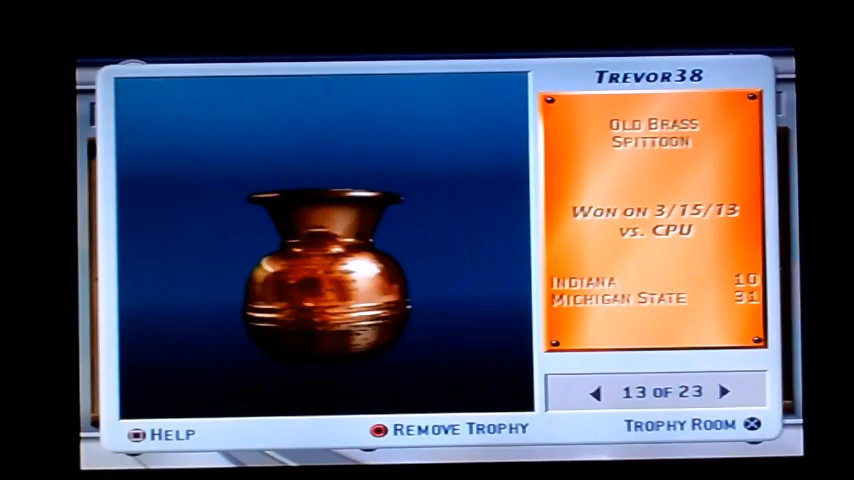 TREVOR38
OLD BRASS
SPITTOON
WON ON 3/15/13
VS. CPU
INDIANA 10
MICHIGAN STATE 31
13 OF 23
HELP
REMOVE TROPHY
TROPHY ROOM